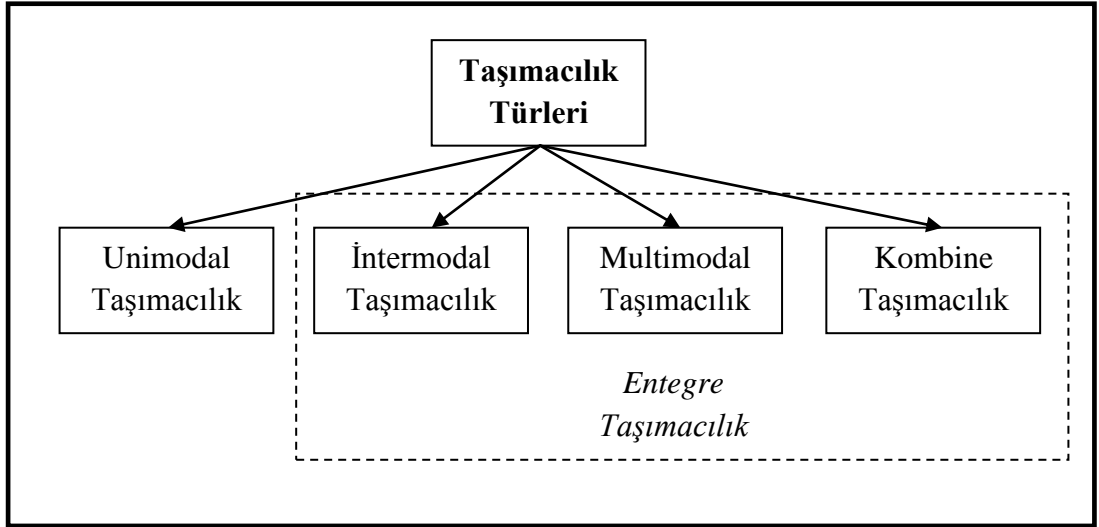 Taşımacılık
Türleri
Unimodal
Taşımacılık
İntermodal
Taşımacılık
Multimodal
Taşımacılık
Kombine
Taşımacılık
Entegre
Taşımacılık